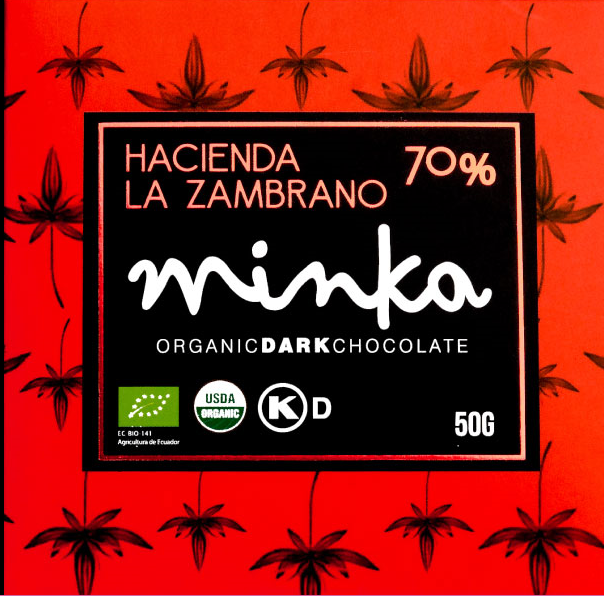 HACIENDA
LA ZAMBRANO
70%
minka
ORGANICDARKCHOCOLATE
USDA
ORGANIC
K D
EC BIO 141
Agricultura de Ecuador
50G